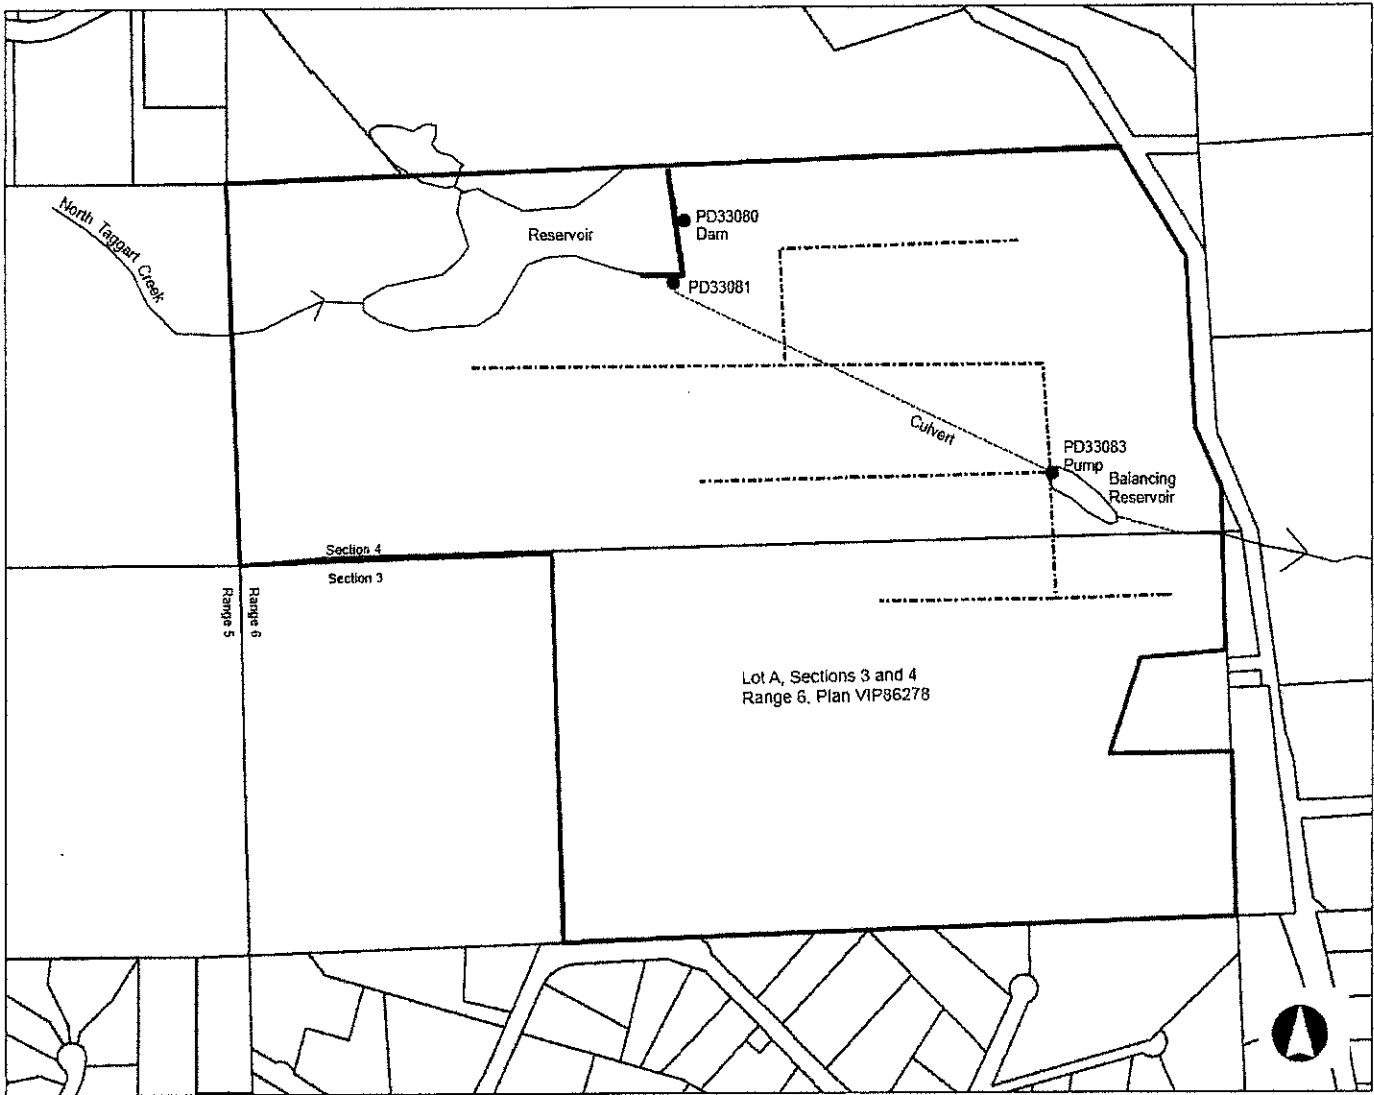 North Taggart Creek
Reservoir
PD33080
Dam
PD33081
Culvert
PD33083
Pump
Balancing
Reservoir
Section 4
Section 3
Range 5
Range 6
Lot A, Sections 3 and 4
Range 6, Plan VIP86278